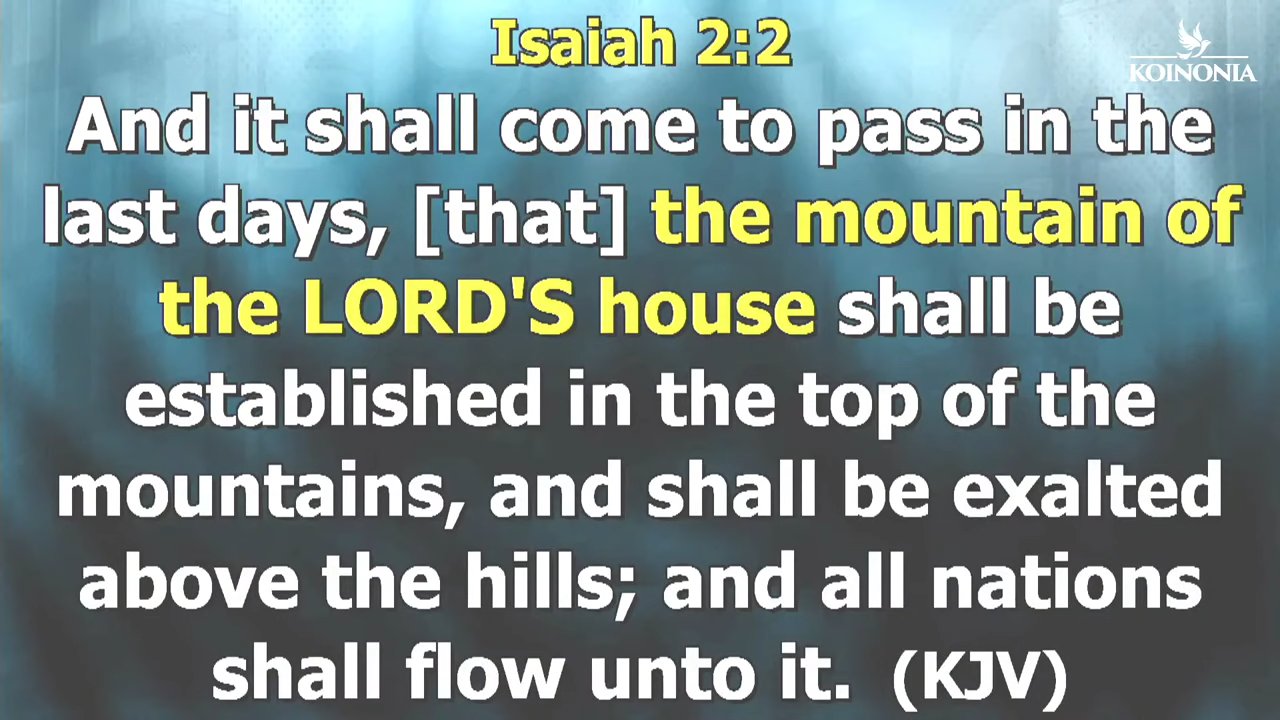 Isaiah 2:2
KOINONIA
And it shall come to pass in the
last days, [that] the mountain of
the LORD'S house shall be
established in the top of the
mountains, and shall be exalted
above the hills; and all nations
shall flow unto it. (KJV)